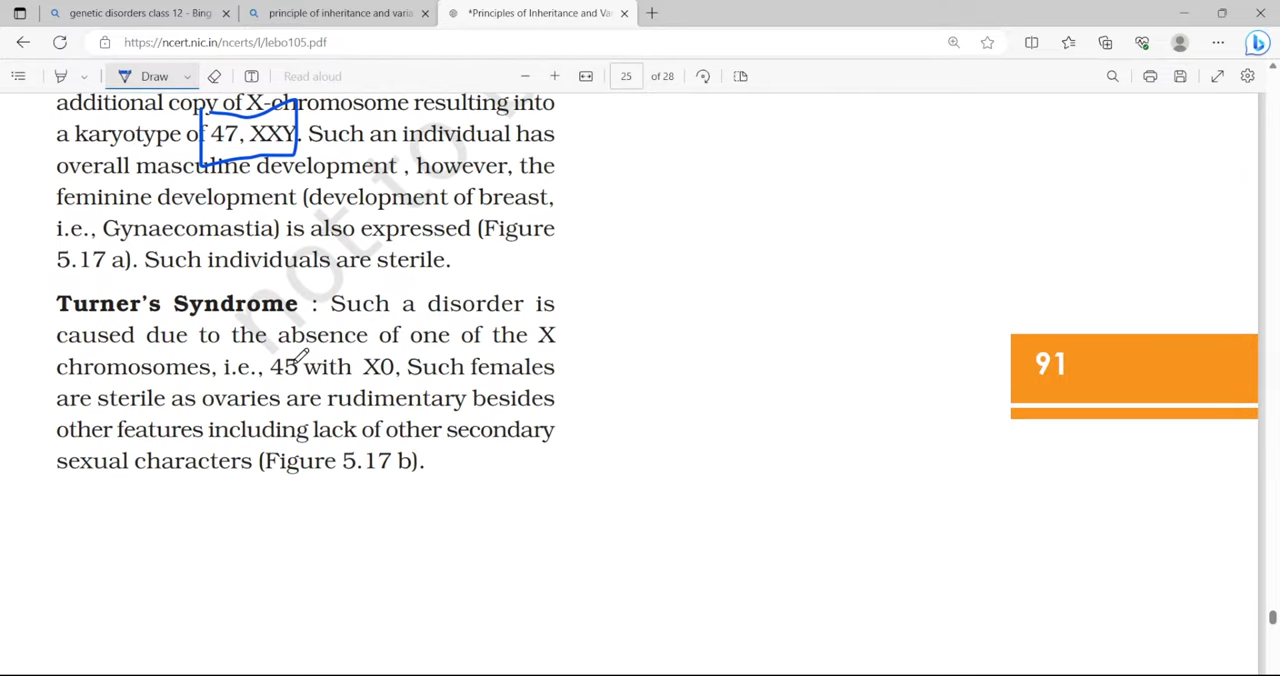 genetic disorders class 12 - Bing
principle of inheritance and varia
*Principles of Inheritance and Va
https://ncert.nic.in/ncerts/l/lebo105.pdf
Draw
Read aloud
25
of 28
additional copy of X-chromosome resulting into
a karyotype of 47, XXY. Such an individual has
overall masculine development , however, the
feminine development (development of breast,
i.e., Gynaecomastia) is also expressed (Figure
5.17 a). Such individuals are sterile.
Turner's Syndrome : Such a disorder is
caused due to the absence of one of the X
chromosomes, i.e., 45 with X0, Such females
are sterile as ovaries are rudimentary besides
other features including lack of other secondary
sexual characters (Figure 5.17 b).
91
not to